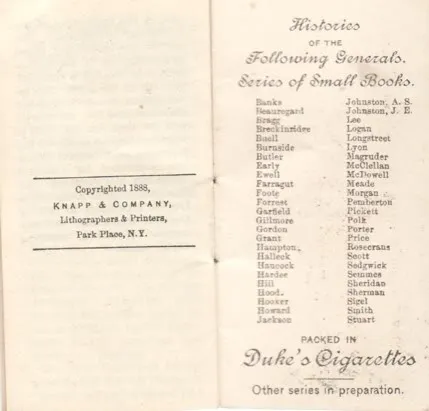 Copyrighted 1888,
KNAPP & COMPANY,
Lithographers & Printers,
Park Place, N.Y.
Histories
OF THE
Following Generals.
Series of Small Books.
Banks
Beauregard
Bragg
Breckinridge
Buell
Burnside
Butler
Early
Ewell
Farragut
Foote
Forrest
Garfield
Gillmore
Gordon
Grant
Hampton
Halleck
Hancock
Hardee
Hill
Hood
Hooker
Howard
Jackson
Johnston, A. S.
Johnston, J. E.
Lee
Logan
Longstreet
Lyon
Magruder
McClellan
McDowell
Meade
Morgan
Pemberton
Pickett
Polk
Porter
Price
Rosecrans
Scott
Sedgwick
Semmes
Sheridan
Sherman
Sigel
Smith
Stuart
PACKED IN
Duke's Cigarettes
Other series in preparation.